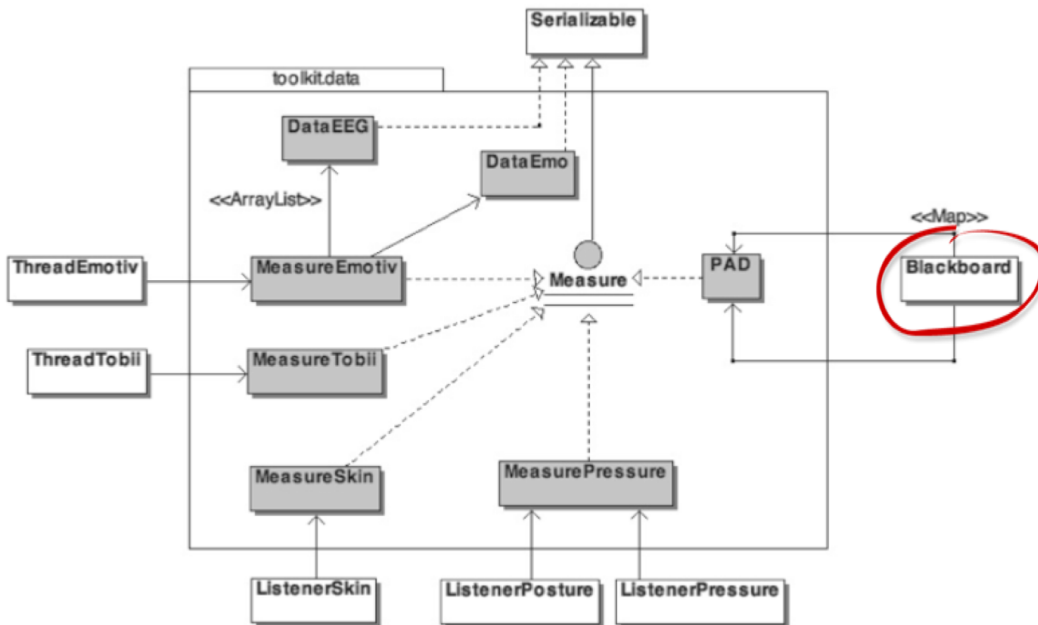 Serializable
toolkit.data
DataEEG
DataEmo
<<ArrayList>>
<<Map>>
ThreadEmotiv
MeasureEmotiv
Measure
PAD
Blackboard
ThreadTobii
MeasureTobii
MeasureSkin
MeasurePressure
ListenerSkin
ListenerPosture
ListenerPressure